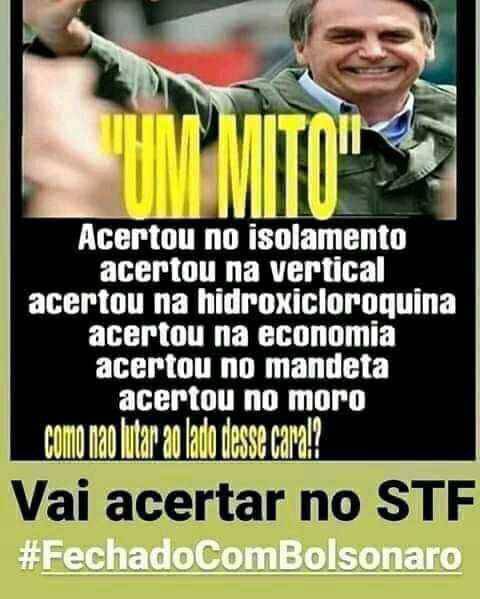 "UM MITO"
Acertou no isolamento
acertou na vertical
acertou na hidroxicloroquina
acertou na economia
acertou no mandeta
acertou no moro
como nao lutar ao lado desse cara!?
Vai acertar no STF
#FechadoComBolsonaro